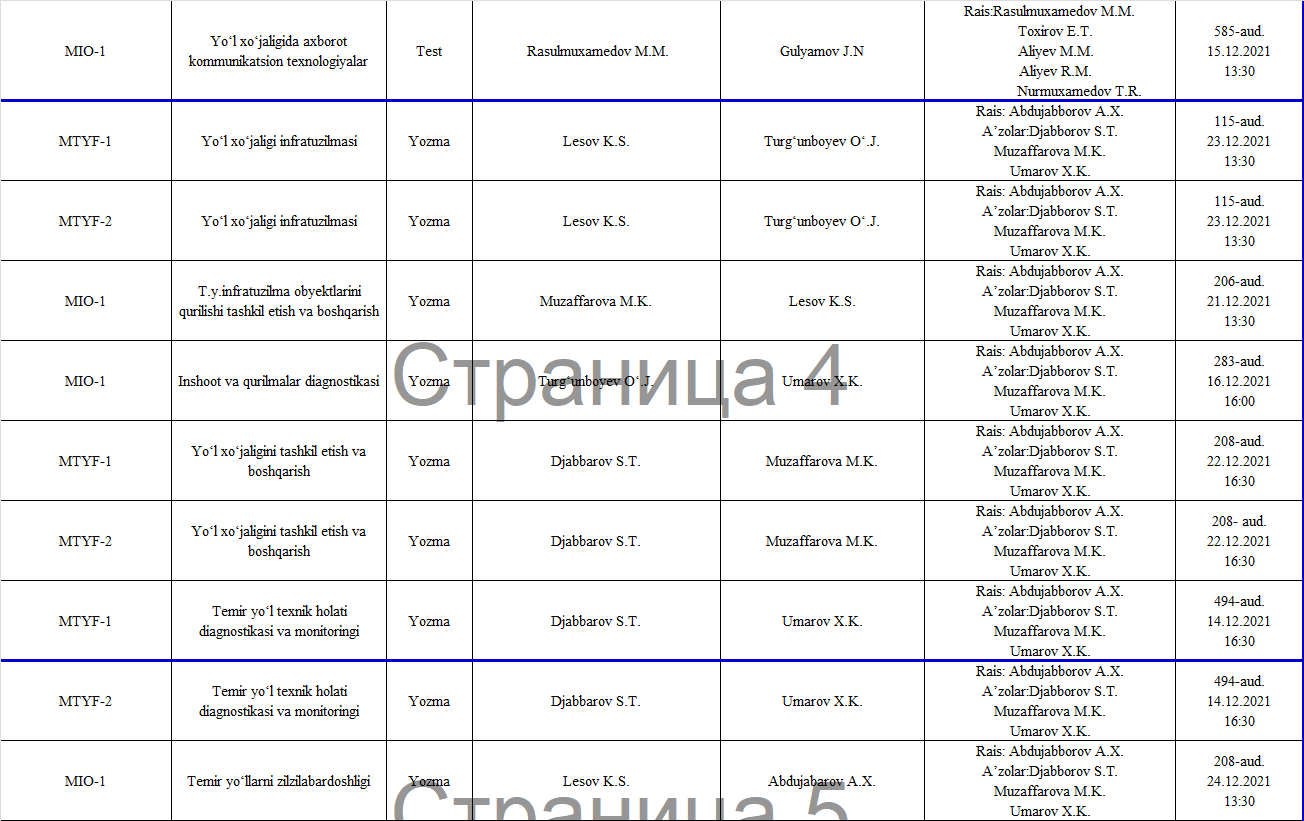 MIO-1
Yo‘l xo‘jaligida axborot
kommunikatsion texnologiyalar
Test
Rasulmuxamedov M.M.
Gulyamov J.N
Rais:Rasulmuxamedov M.M.
Toxirov E.T.
Aliyev M.M.
Aliyev R.M.
Nurmuxamedov T.R.
585-aud.
15.12.2021
13:30
MTYF-1
Yo‘l xo‘jaligi infratuzilmasi
Yozma
Lesov K.S.
Turg‘unboyev O‘.J.
Rais: Abdujabborov A.X.
A’zolar:Djabborov S.T.
Muzaffarova M.K.
Umarov X.K.
115-aud.
23.12.2021
13:30
MTYF-2
Yo‘l xo‘jaligi infratuzilmasi
Yozma
Lesov K.S.
Turg‘unboyev O‘.J.
Rais: Abdujabborov A.X.
A’zolar:Djabborov S.T.
Muzaffarova M.K.
Umarov X.K.
115-aud.
23.12.2021
13:30
MIO-1
T.y.infratuzilma obyektlarini
qurilishi tashkil etish va boshqarish
Yozma
Muzaffarova M.K.
Lesov K.S.
Rais: Abdujabborov A.X.
A’zolar:Djabborov S.T.
Muzaffarova M.K.
Umarov X.K.
206-aud.
21.12.2021
13:30
MIO-1
Inshoot va qurilmalar diagnostikasi
Yozma
Turg‘unboyev O‘.J.
Umarov X.K.
Rais: Abdujabborov A.X.
A’zolar:Djabborov S.T.
Muzaffarova M.K.
Umarov X.K.
283-aud.
16.12.2021
16:00
Страница 4
MTYF-1
Yo‘l xo‘jaligini tashkil etish va
boshqarish
Yozma
Djabbarov S.T.
Muzaffarova M.K.
Rais: Abdujabborov A.X.
A’zolar:Djabborov S.T.
Muzaffarova M.K.
Umarov X.K.
208-aud.
22.12.2021
16:30
MTYF-2
Yo‘l xo‘jaligini tashkil etish va
boshqarish
Yozma
Djabbarov S.T.
Muzaffarova M.K.
Rais: Abdujabborov A.X.
A’zolar:Djabborov S.T.
Muzaffarova M.K.
Umarov X.K.
208- aud.
22.12.2021
16:30
MTYF-1
Temir yo‘l texnik holati
diagnostikasi va monitoringi
Yozma
Djabbarov S.T.
Umarov X.K.
Rais: Abdujabborov A.X.
A’zolar:Djabborov S.T.
Muzaffarova M.K.
Umarov X.K.
494-aud.
14.12.2021
16:30
MTYF-2
Temir yo‘l texnik holati
diagnostikasi va monitoringi
Yozma
Djabbarov S.T.
Umarov X.K.
Rais: Abdujabborov A.X.
A’zolar:Djabborov S.T.
Muzaffarova M.K.
Umarov X.K.
494-aud.
14.12.2021
16:30
MIO-1
Temir yo‘llarni zilzilabardoshligi
Yozma
Lesov K.S.
Abdujabarov A.X.
Rais: Abdujabborov A.X.
A’zolar:Djabborov S.T.
Muzaffarova M.K.
Umarov X.K.
208-aud.
24.12.2021
13:30
Страница 5